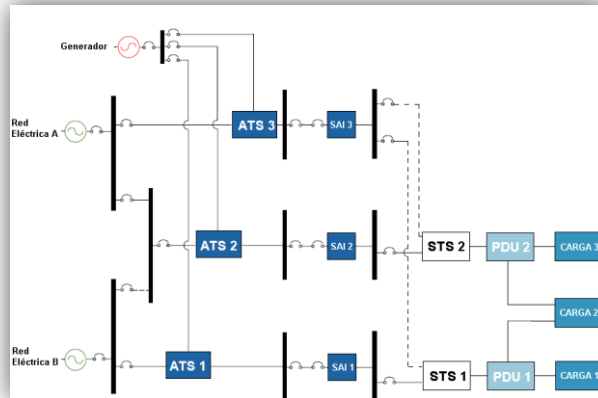 Generador
Red
Eléctrica A
ATS 3
SAI 3
ATS 2
SAI 2
STS 2
PDU 2
CARGA 3
CARGA 2
Red
Eléctrica B
ATS 1
SAI 1
STS 1
PDU 1
CARGA 1